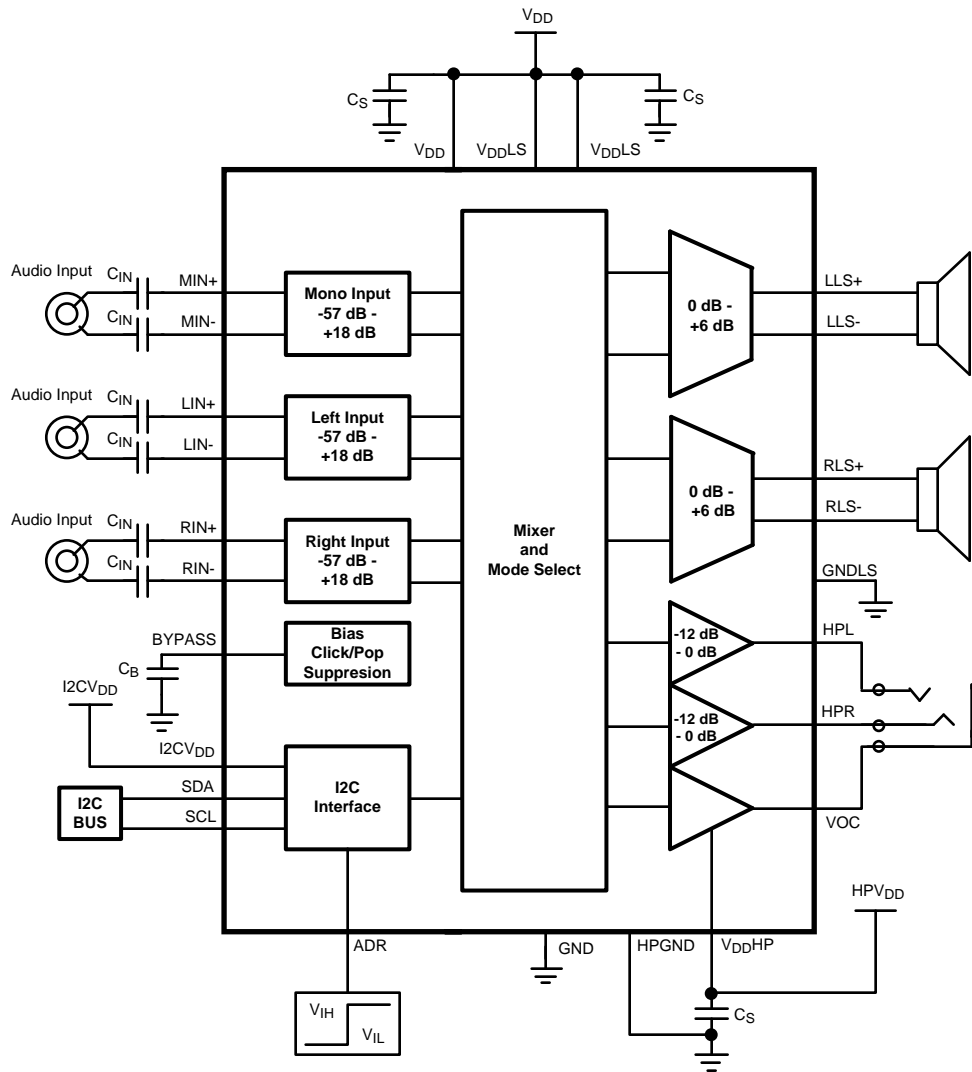 VDD
CS
CS
VDD
VDDLS
VDDLS
Audio Input
CIN
MIN+
CIN
MIN-
Mono Input
-57 dB -
+18 dB
0 dB -
+6 dB
LLS+
LLS-
Audio Input
CIN
LIN+
CIN
LIN-
Left Input
-57 dB -
+18 dB
0 dB -
+6 dB
RLS+
RLS-
Audio Input
CIN
RIN+
CIN
RIN-
Right Input
-57 dB -
+18 dB
Mixer
and
Mode Select
GNDLS
BYPASS
CB
Bias
Click/Pop
Suppresion
-12 dB
- 0 dB
HPL
-12 dB
- 0 dB
HPR
I2CVDD
I2CVDD
SDA
SCL
I2C
BUS
I2C
Interface
VOC
HPVDD
ADR
GND
HPGND
VDDHP
VIH
VIL
CS